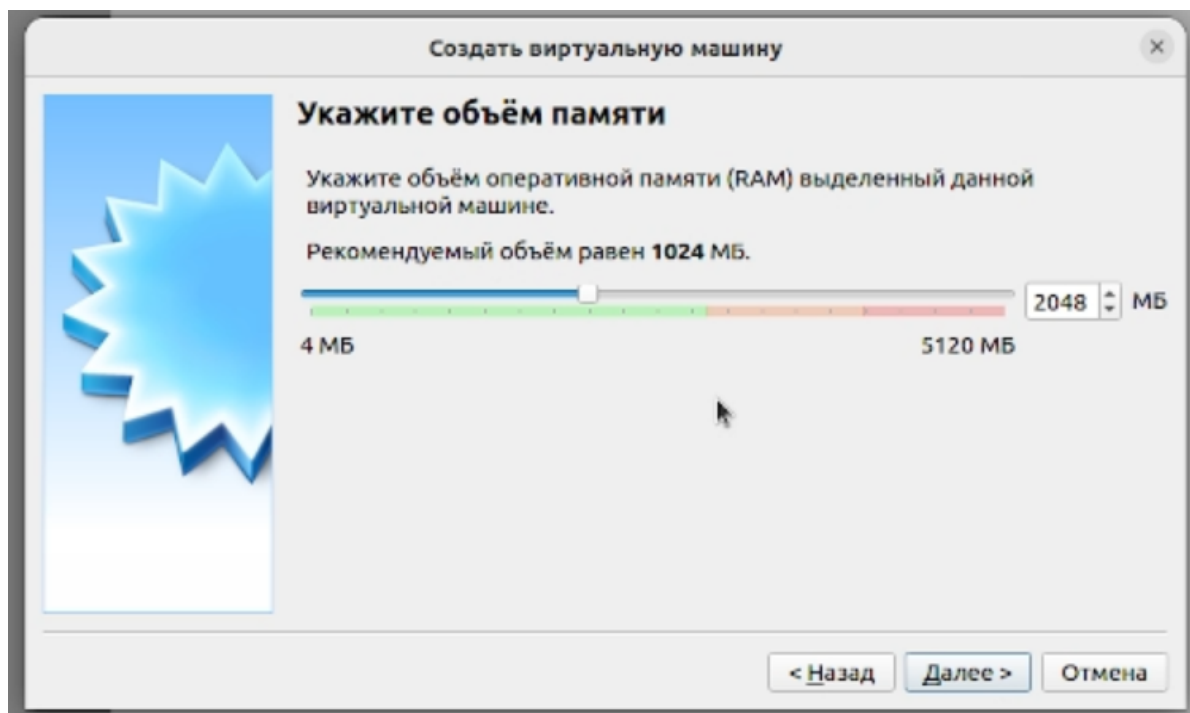 Создать виртуальную машину
Укажите объём памяти
Укажите объём оперативной памяти (RAM) выделенный данной
виртуальной машине.
Рекомендуемый объём равен 1024 МБ.
2048 МБ
4 МБ 5120 МБ
< Назад Далее > Отмена